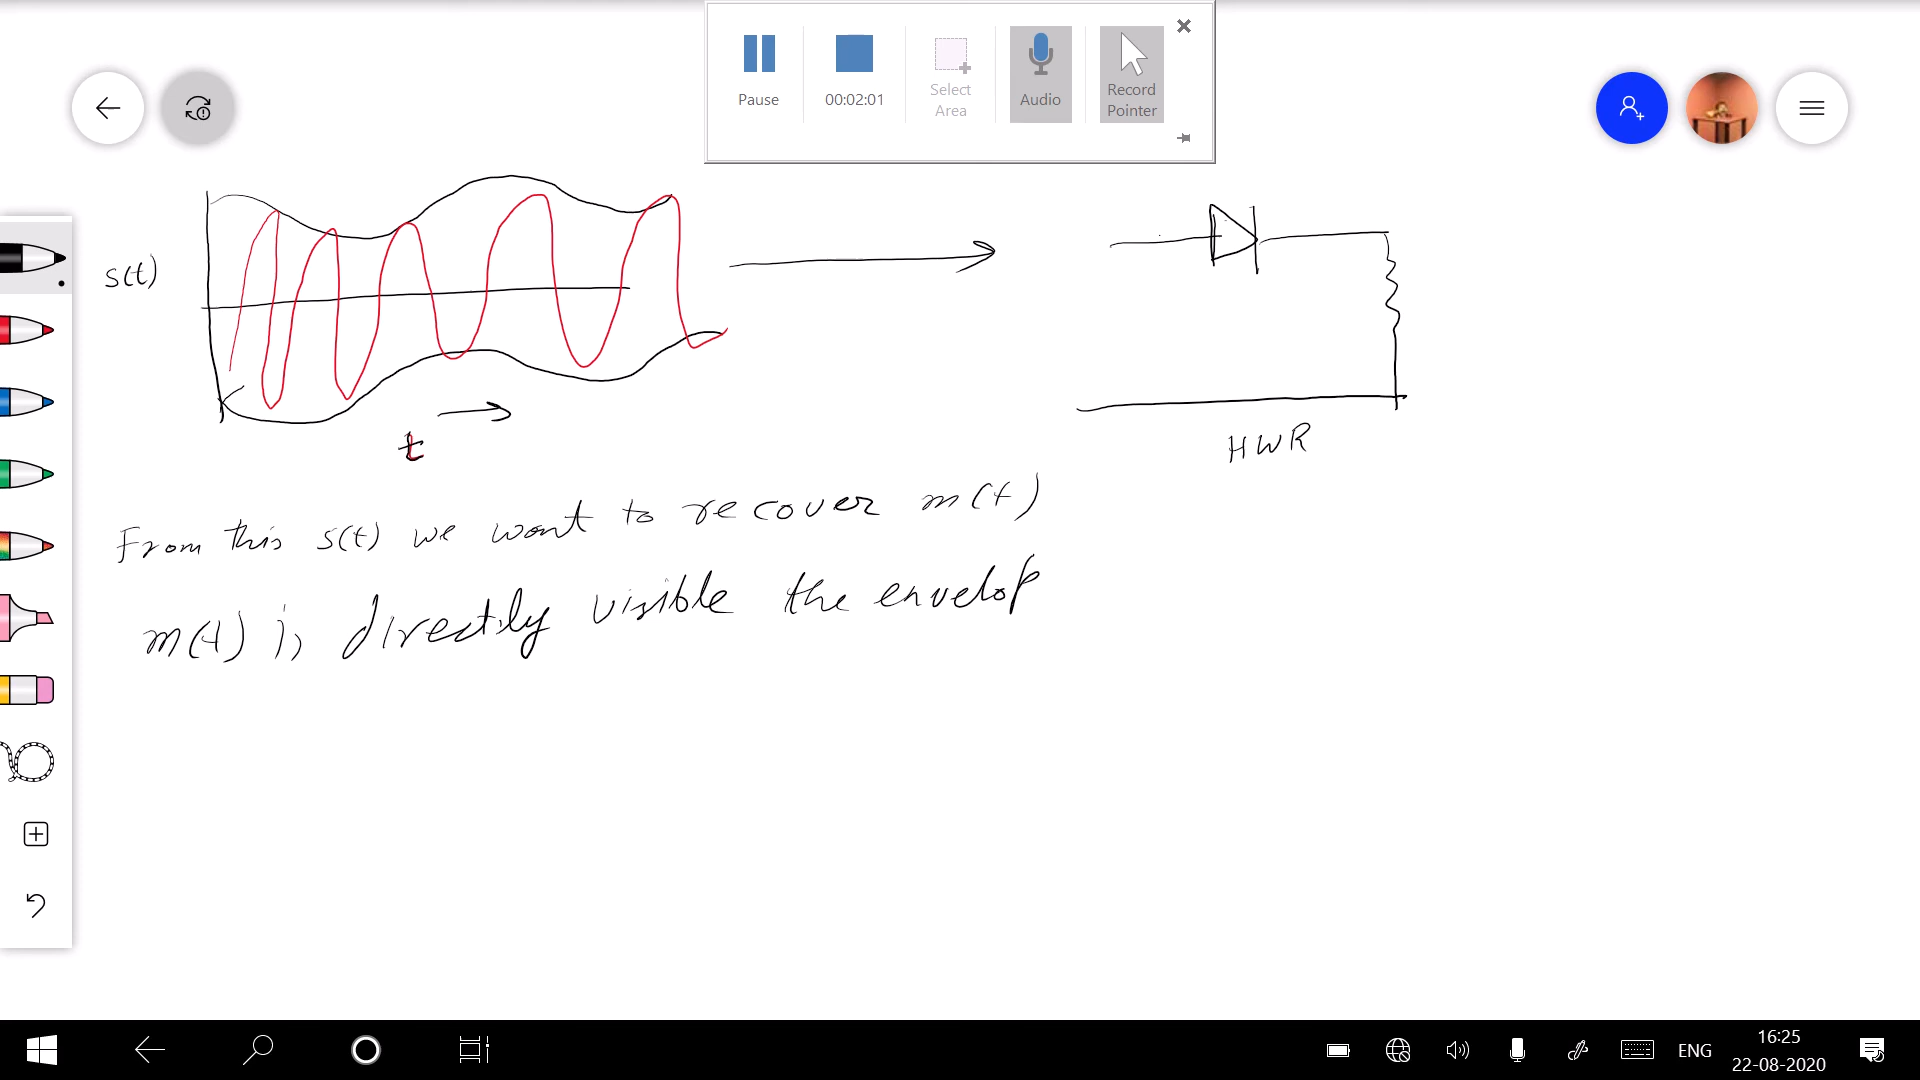 Pause
00:02:01
Select
Area
Audio
Record
Pointer
s(t)
t
HWR
From this s(t) we want to recover m(t)
m(t) is directily visible the envelop
ENG
16:25
22-08-2020